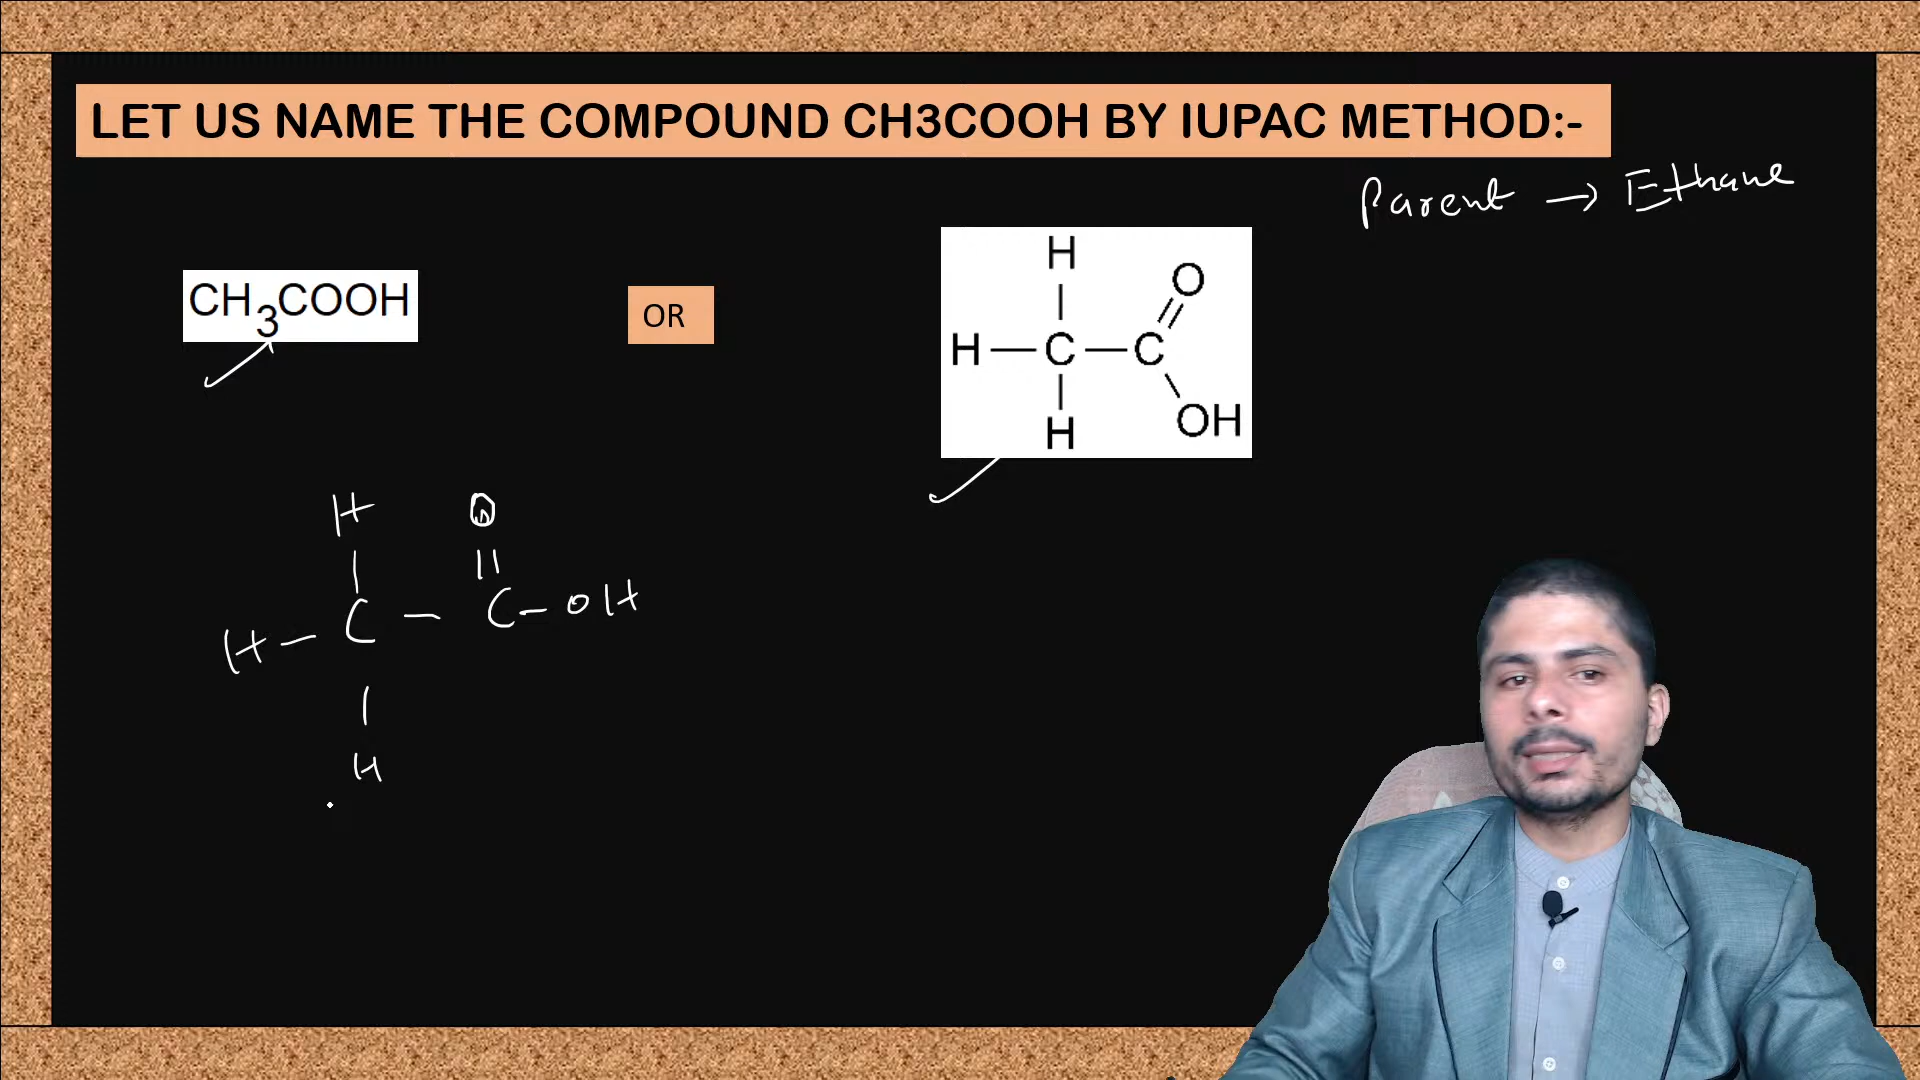 LET US NAME THE COMPOUND CH3COOH BY IUPAC METHOD:-
Parent → Ethane
CH3COOH
OR
H
O
H — C — C
OH
H
H O
H - C - C - OH
H